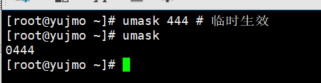 [root@yujmo ~]# umask 444 # 临时生效
[root@yujmo ~]# umask
0444
[root@yujmo ~]#